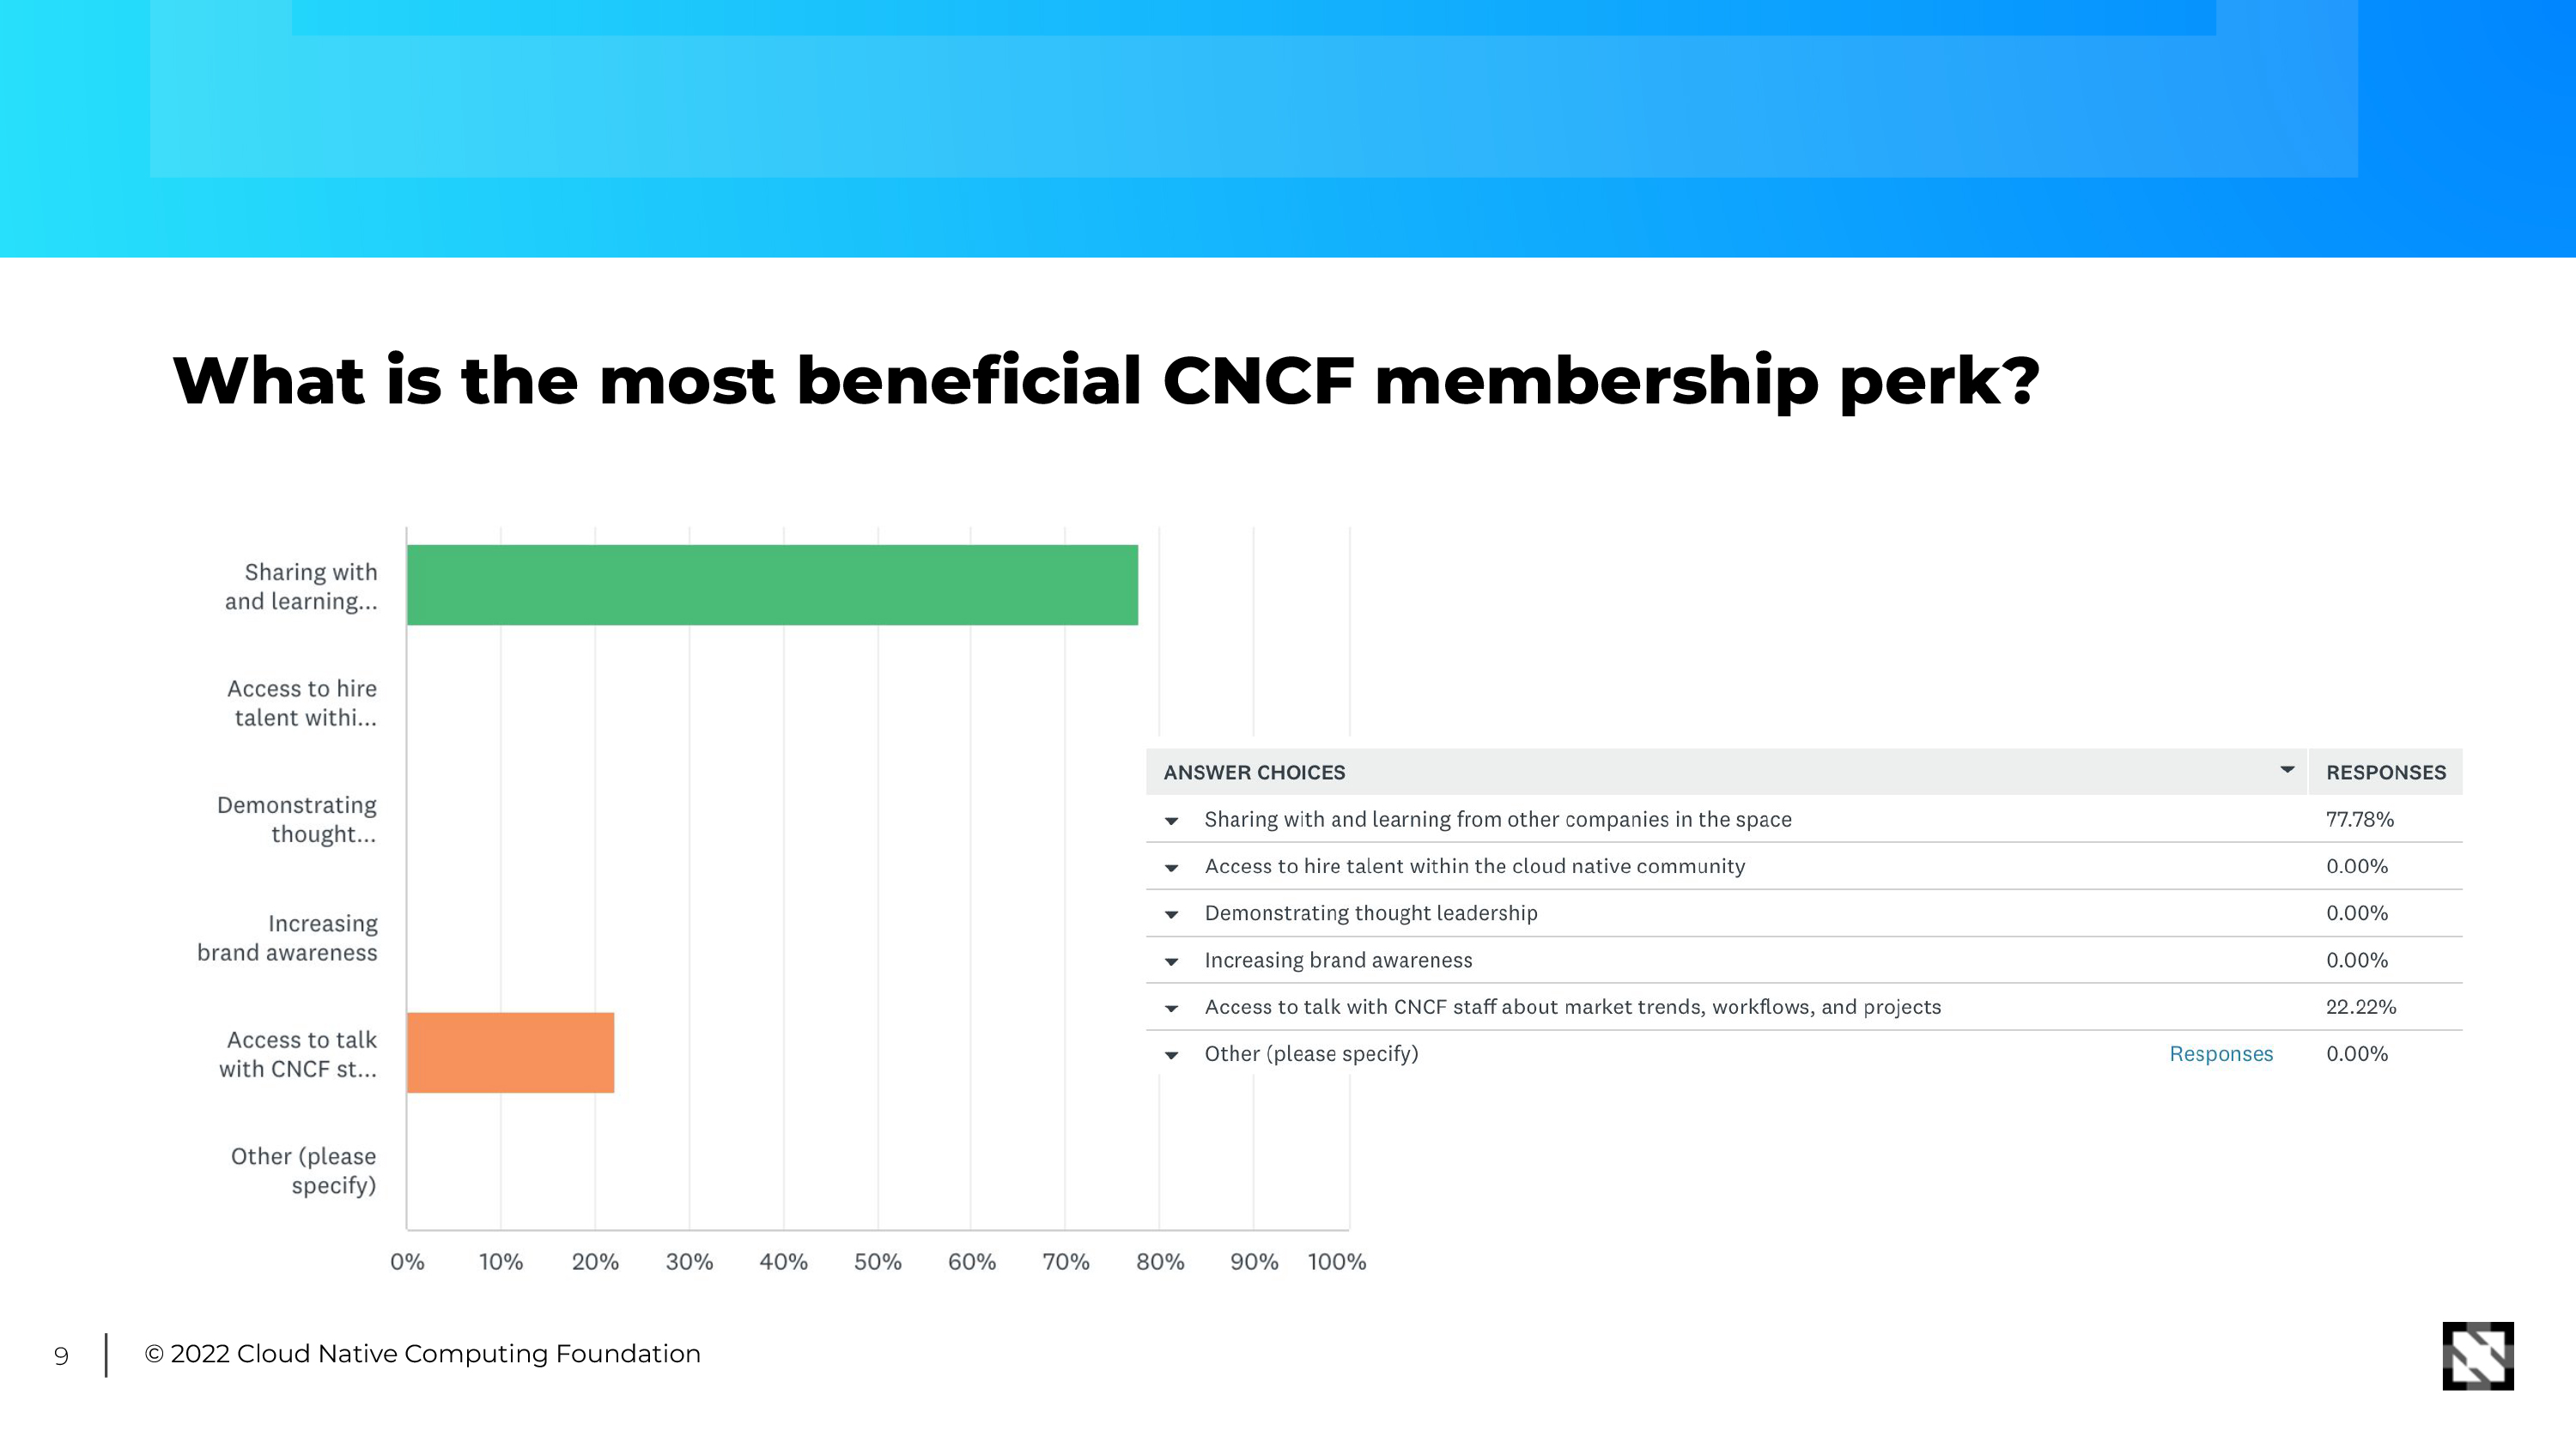 What is the most beneficial CNCF membership perk?
Sharing with
and learning...
Access to hire
talent withi...
Demonstrating
thought...
Increasing
brand awareness
Access to talk
with CNCF st...
Other (please
specify)
0% 10% 20% 30% 40% 50% 60% 70% 80% 90% 100%
ANSWER CHOICES RESPONSES
Sharing with and learning from other companies in the space 77.78%
Access to hire talent within the cloud native community 0.00%
Demonstrating thought leadership 0.00%
Increasing brand awareness 0.00%
Access to talk with CNCF staff about market trends, workflows, and projects 22.22%
Other (please specify) Responses 0.00%
9 © 2022 Cloud Native Computing Foundation